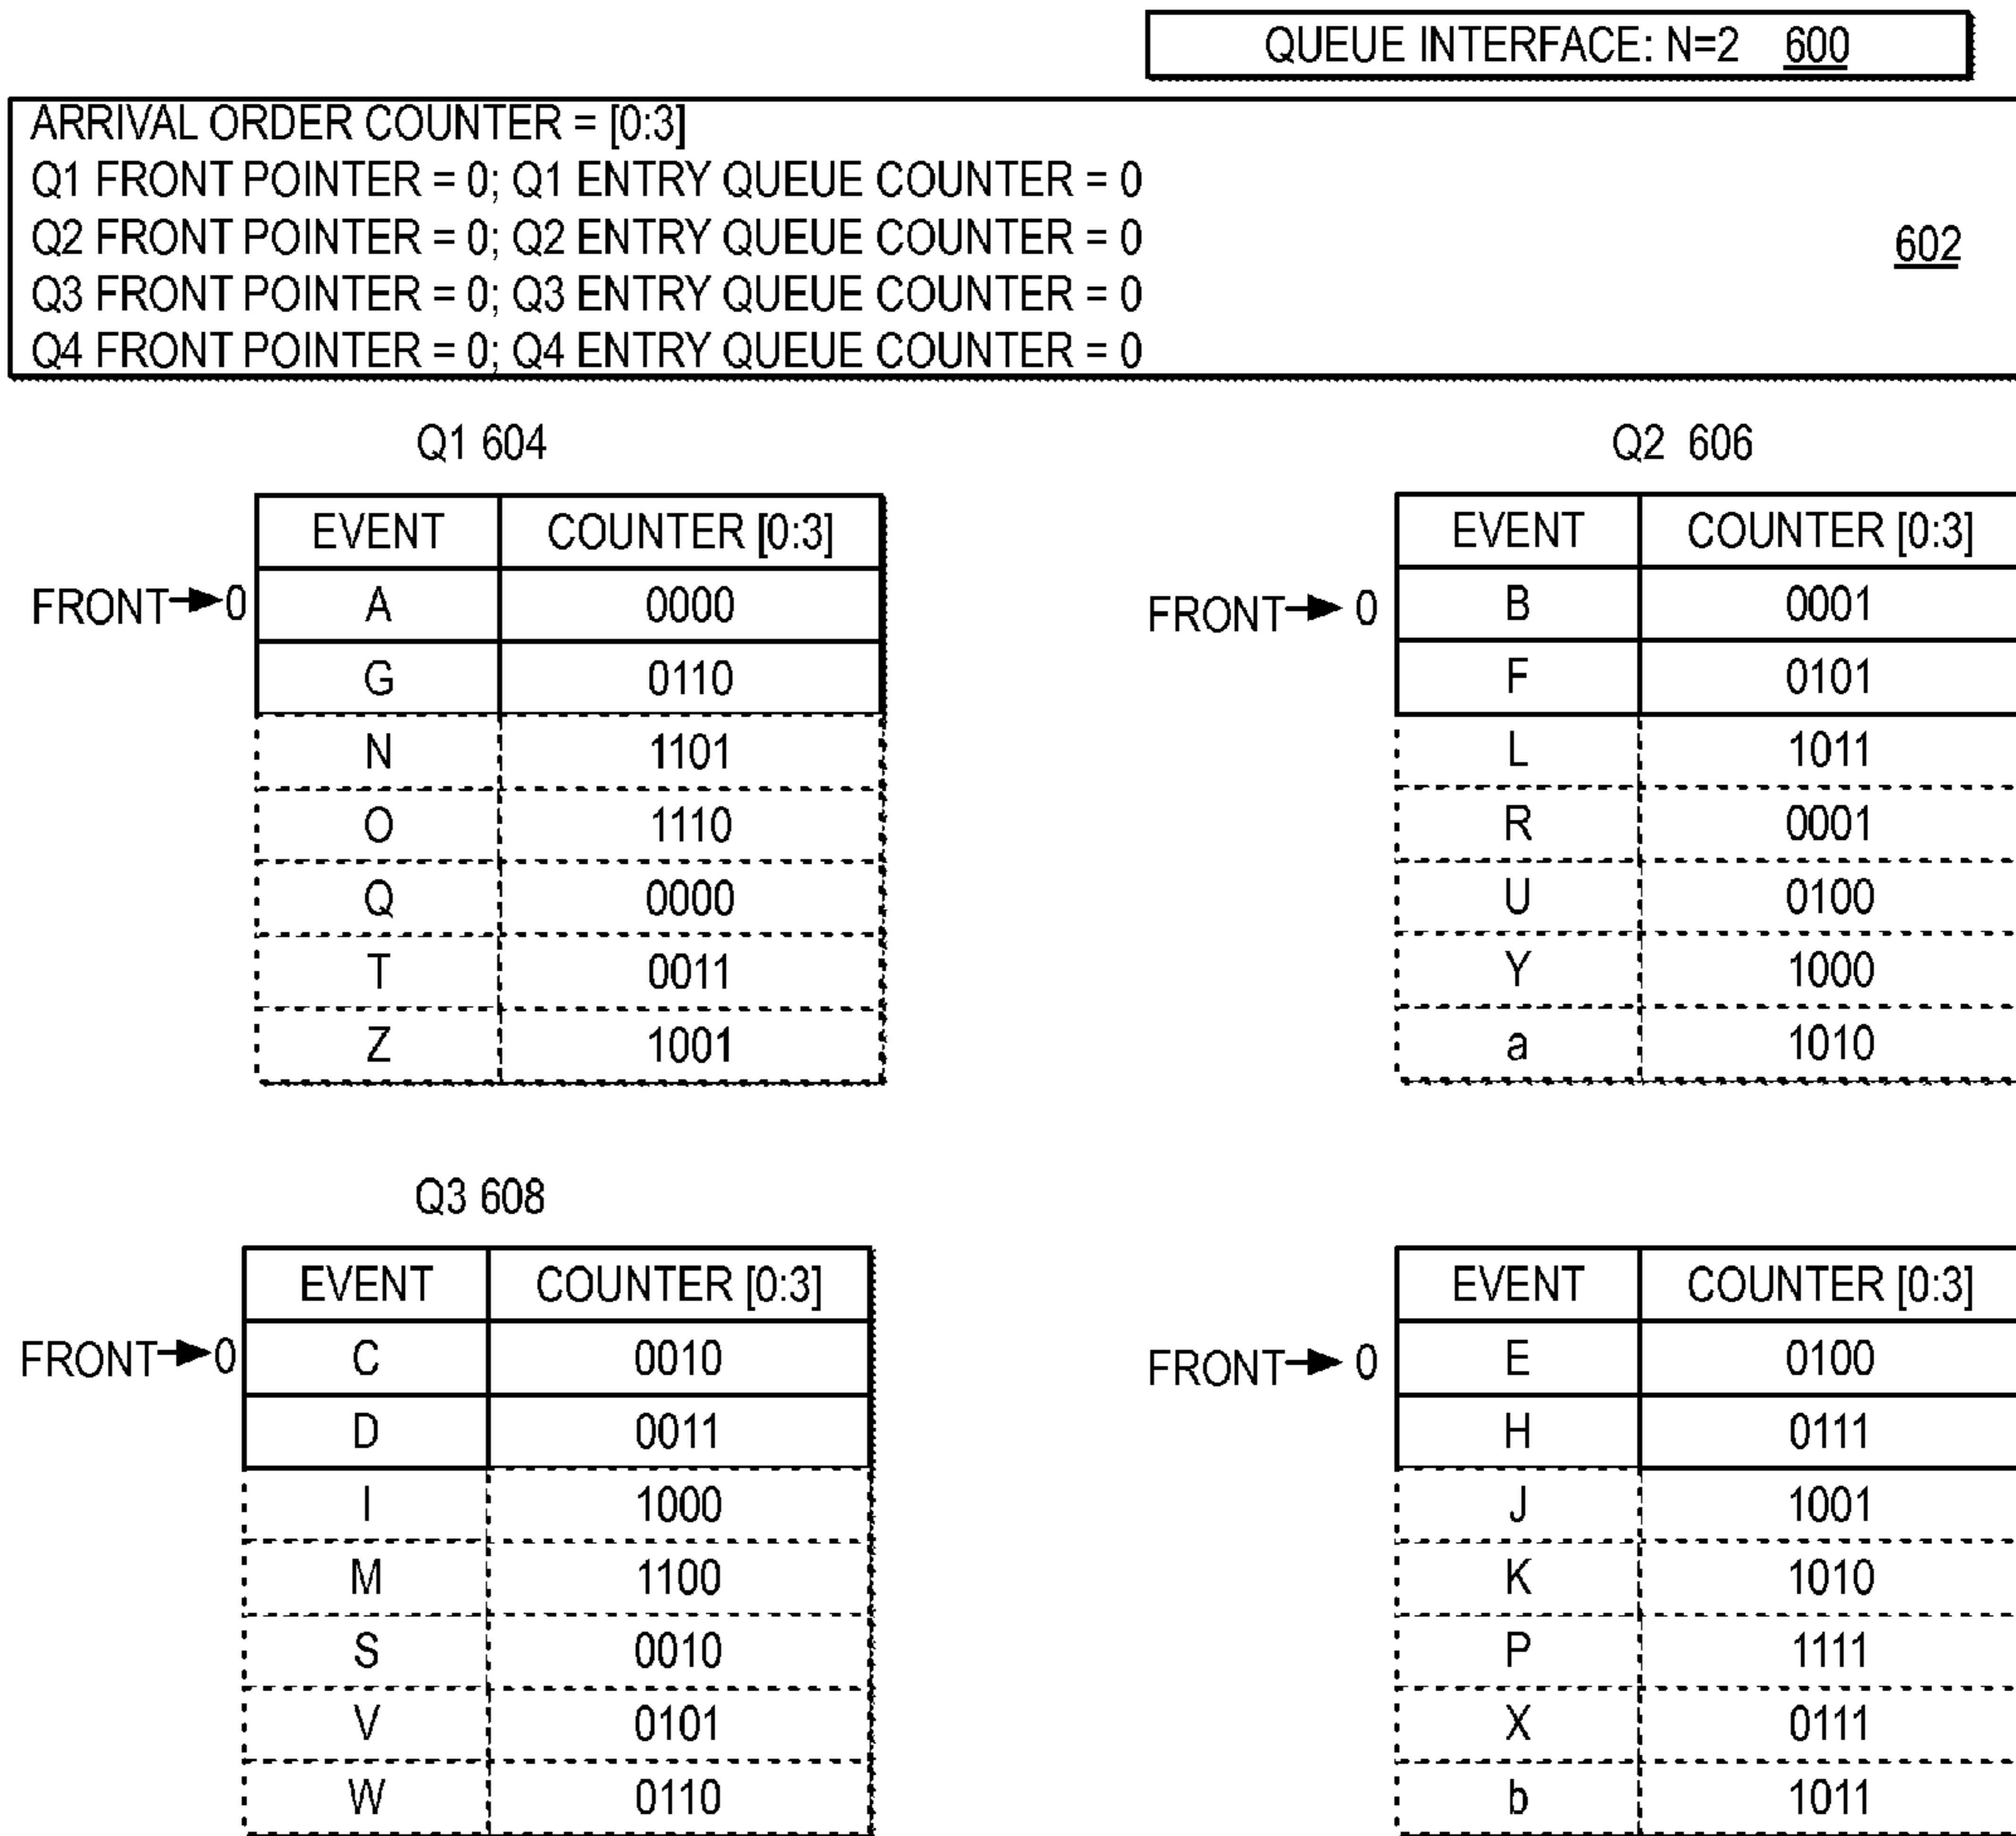 QUEUE INTERFACE: N=2 600
ARRIVAL ORDER COUNTER = [0:3]
Q1 FRONT POINTER = 0; Q1 ENTRY QUEUE COUNTER = 0
Q2 FRONT POINTER = 0; Q2 ENTRY QUEUE COUNTER = 0
Q3 FRONT POINTER = 0; Q3 ENTRY QUEUE COUNTER = 0
Q4 FRONT POINTER = 0; Q4 ENTRY QUEUE COUNTER = 0
602
Q1 604
EVENT COUNTER [0:3]
FRONT 0 A 0000
G 0110
N 1101
O 1110
Q 0000
T 0011
Z 1001
Q2 606
EVENT COUNTER [0:3]
FRONT 0 B 0001
F 0101
L 1011
R 0001
U 0100
Y 1000
a 1010
Q3 608
EVENT COUNTER [0:3]
FRONT 0 C 0010
D 0011
I 1000
M 1100
S 0010
V 0101
W 0110
EVENT COUNTER [0:3]
FRONT 0 E 0100
H 0111
J 1001
K 1010
P 1111
X 0111
b 1011